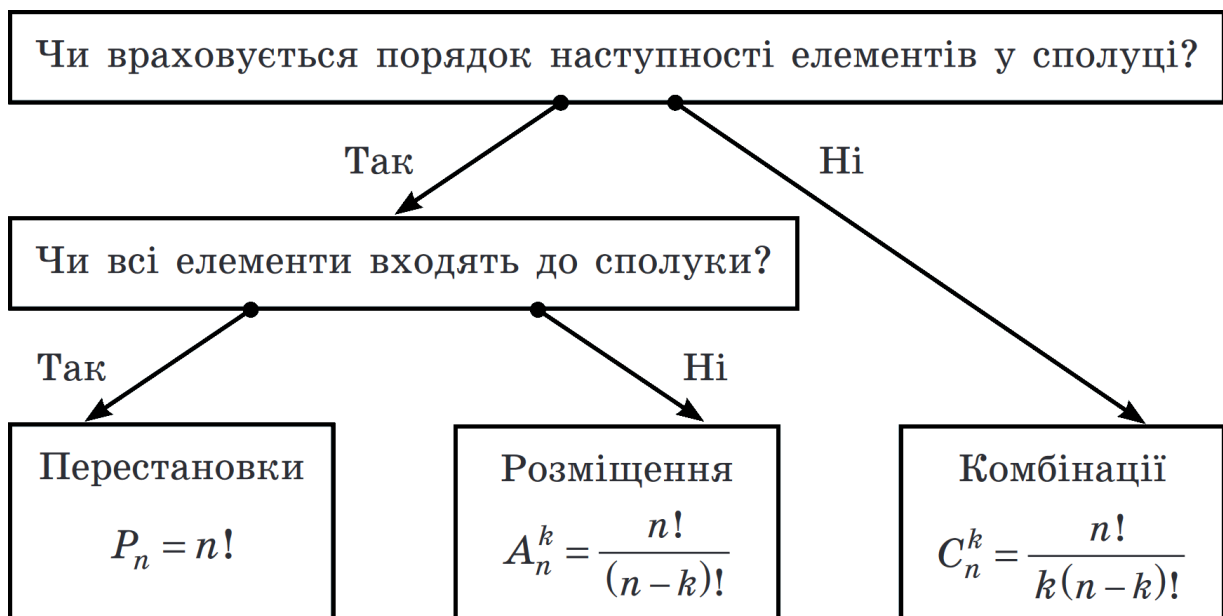 Чи враховується порядок наступності елементів у сполуці?
Так
Ні
Чи всі елементи входять до сполуки?
Так
Ні
Перестановки
Pₙ = n!
Розміщення
A_n^k = n! / (n – k)!
Комбінації
C_n^k = n! / k(n – k)!